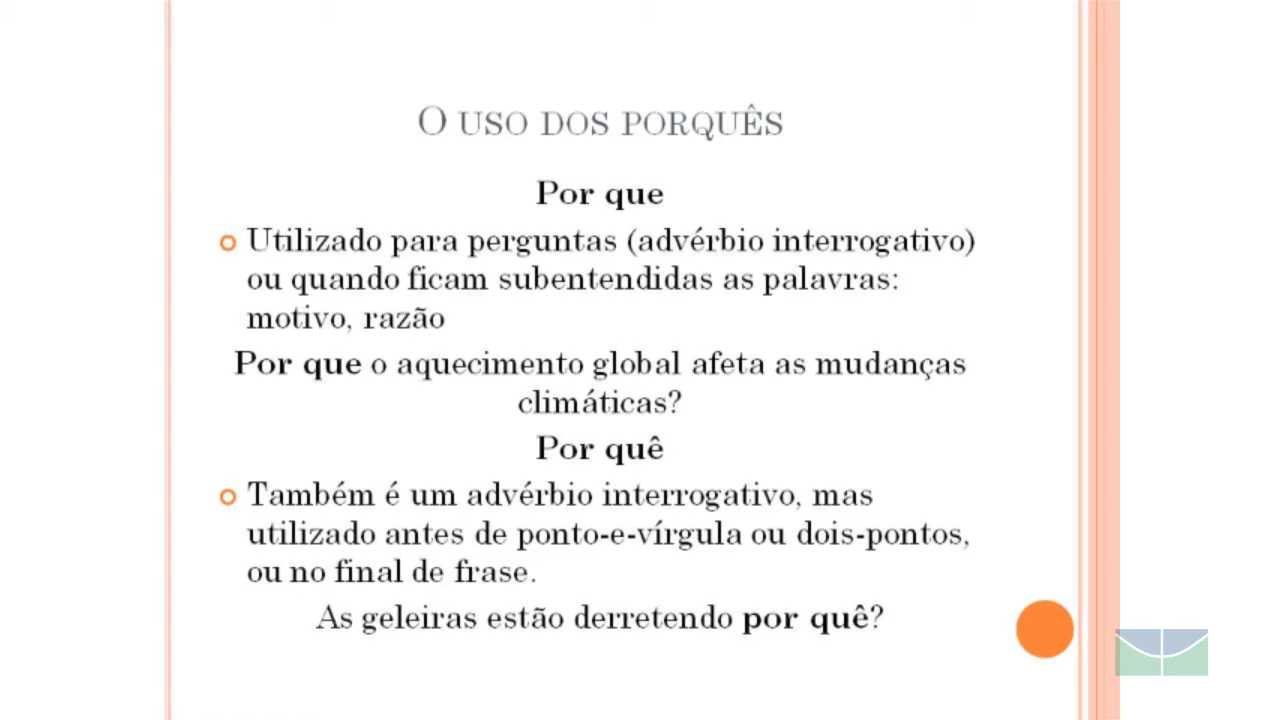 O USO DOS PORQUÊS
Por que
Utilizado para perguntas (advérbio interrogativo)
ou quando ficam subentendidas as palavras:
motivo, razão
Por que o aquecimento global afeta as mudanças
climáticas?
Por quê
Também é um advérbio interrogativo, mas
utilizado antes de ponto-e-vírgula ou dois-pontos,
ou no final de frase.
As geleiras estão derretendo por quê?